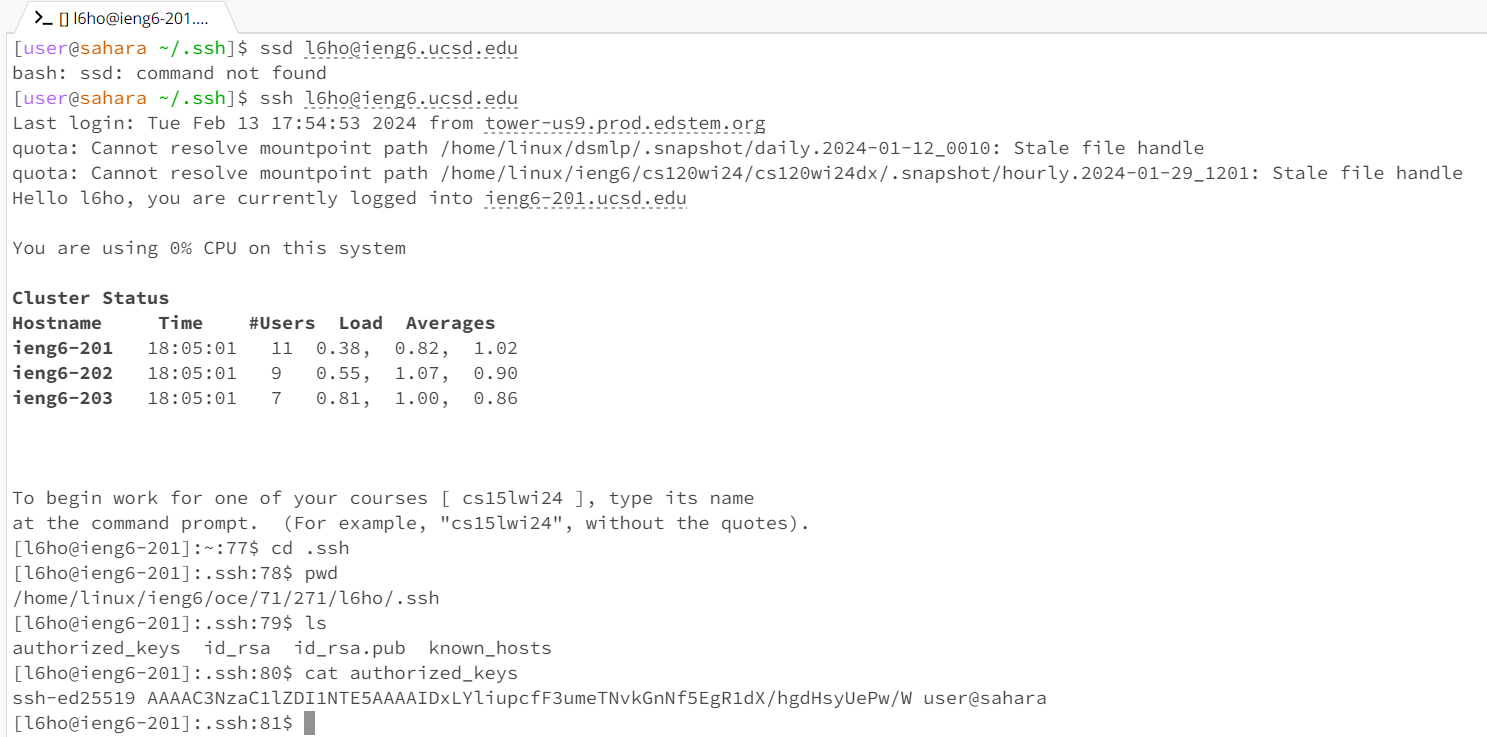 >_ [] l6ho@ieng6-201....
[user@sahara ~/.ssh]$ ssd l6ho@ieng6.ucsd.edu
bash: ssd: command not found
[user@sahara ~/.ssh]$ ssh l6ho@ieng6.ucsd.edu
Last login: Tue Feb 13 17:54:53 2024 from tower-us9.prod.edstem.org
quota: Cannot resolve mountpoint path /home/linux/dsmlp/.snapshot/daily.2024-01-12_0010: Stale file handle
quota: Cannot resolve mountpoint path /home/linux/ieng6/cs120wi24/cs120wi24dx/.snapshot/hourly.2024-01-29_1201: Stale file handle
Hello l6ho, you are currently logged into ieng6-201.ucsd.edu
You are using 0% CPU on this system
Cluster Status
Hostname     Time    #Users  Load  Averages
ieng6-201   18:05:01   11  0.38,  0.82,  1.02
ieng6-202   18:05:01   9   0.55,  1.07,  0.90
ieng6-203   18:05:01   7   0.81,  1.00,  0.86
To begin work for one of your courses [ cs15lwi24 ], type its name
at the command prompt.  (For example, "cs15lwi24", without the quotes).
[l6ho@ieng6-201]:~:77$ cd .ssh
[l6ho@ieng6-201]:.ssh:78$ pwd
/home/linux/ieng6/oce/71/271/l6ho/.ssh
[l6ho@ieng6-201]:.ssh:79$ ls
authorized_keys  id_rsa  id_rsa.pub  known_hosts
[l6ho@ieng6-201]:.ssh:80$ cat authorized_keys
ssh-ed25519 AAAAC3NzaC1lZDI1NTE5AAAAIDxLYliupcfF3umeTNvkGnNf5EgR1dX/hgdHsyUePw/W user@sahara
[l6ho@ieng6-201]:.ssh:81$